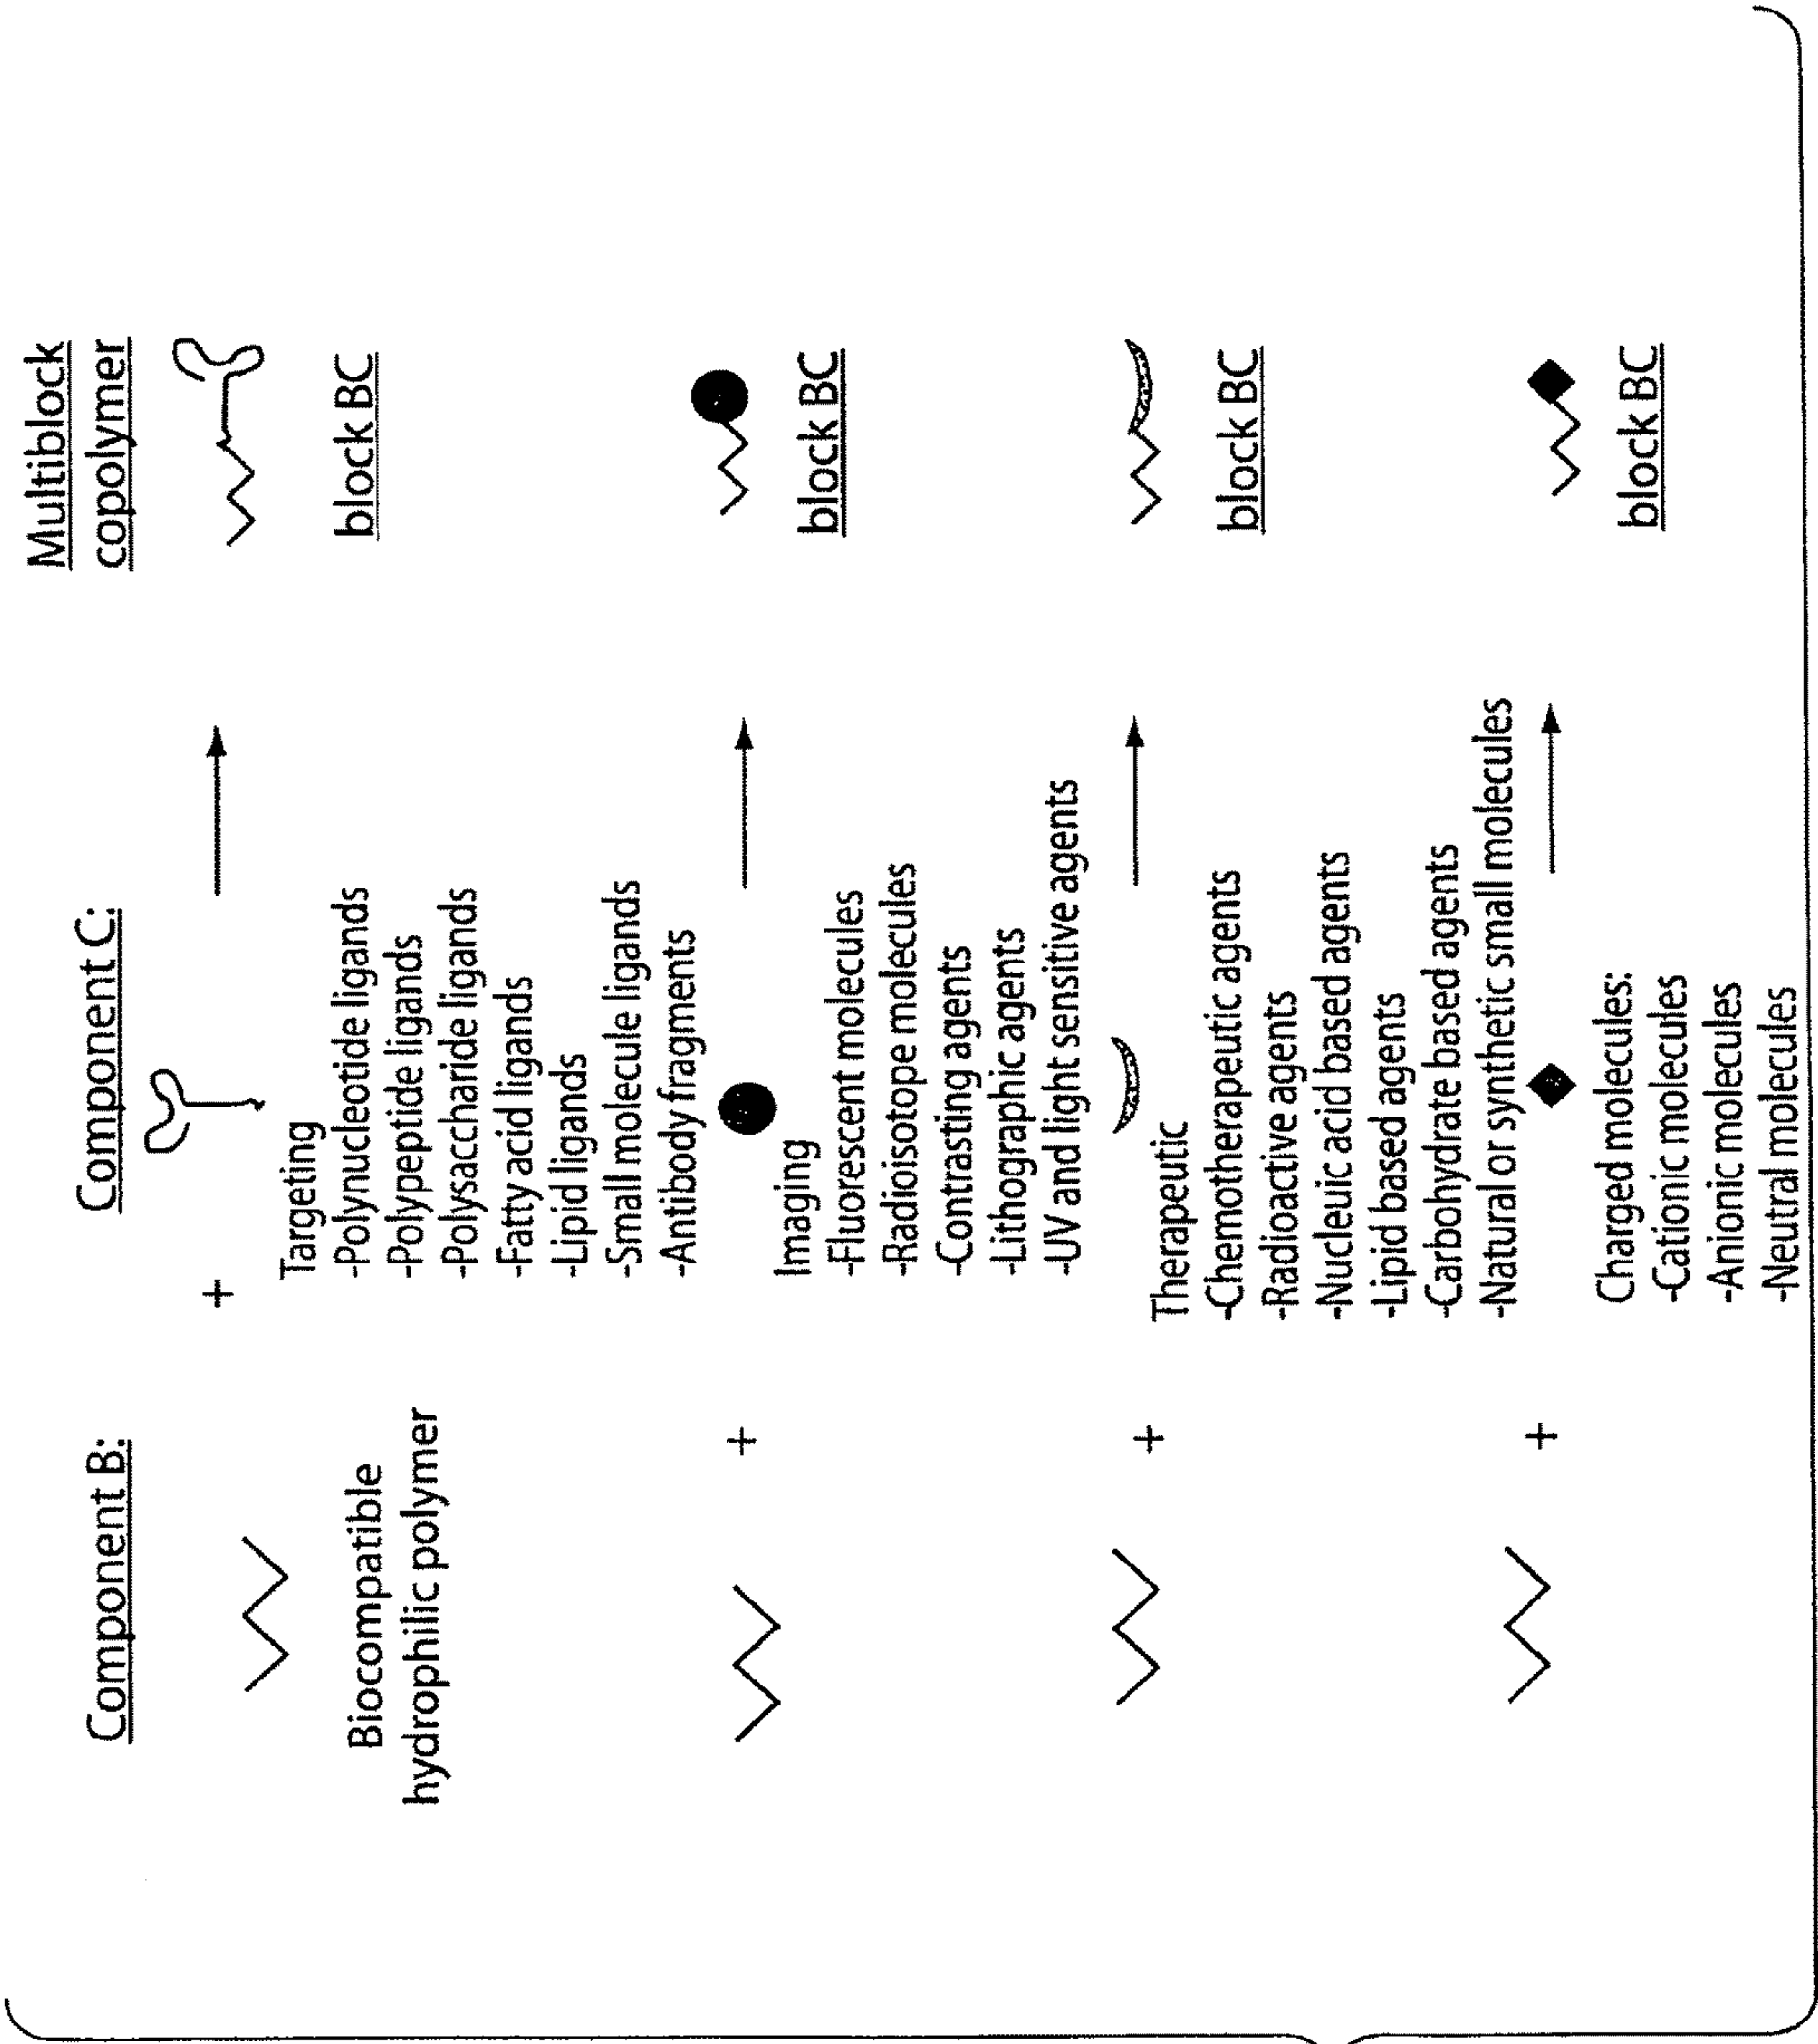 Component B:
Component C:
Multiblock
copolymer
+
Biocompatible
hydrophilic polymer
Targeting
-Polynucleotide ligands
-Polypeptide ligands
-Polysaccharide ligands
-Fatty acid ligands
-Lipid ligands
-Small molecule ligands
-Antibody fragments
block BC
+
Imaging
-Fluorescent molecules
-Radioisotope molecules
-Contrasting agents
-Lithographic agents
-UV and light sensitive agents
block BC
+
Therapeutic
-Chemotherapeutic agents
-Radioactive agents
-Nucleuic acid based agents
-Lipid based agents
-Carbohydrate based agents
-Natural or synthetic small molecules
block BC
+
Charged molecules:
-Cationic molecules
-Anionic molecules
-Neutral molecules
block BC